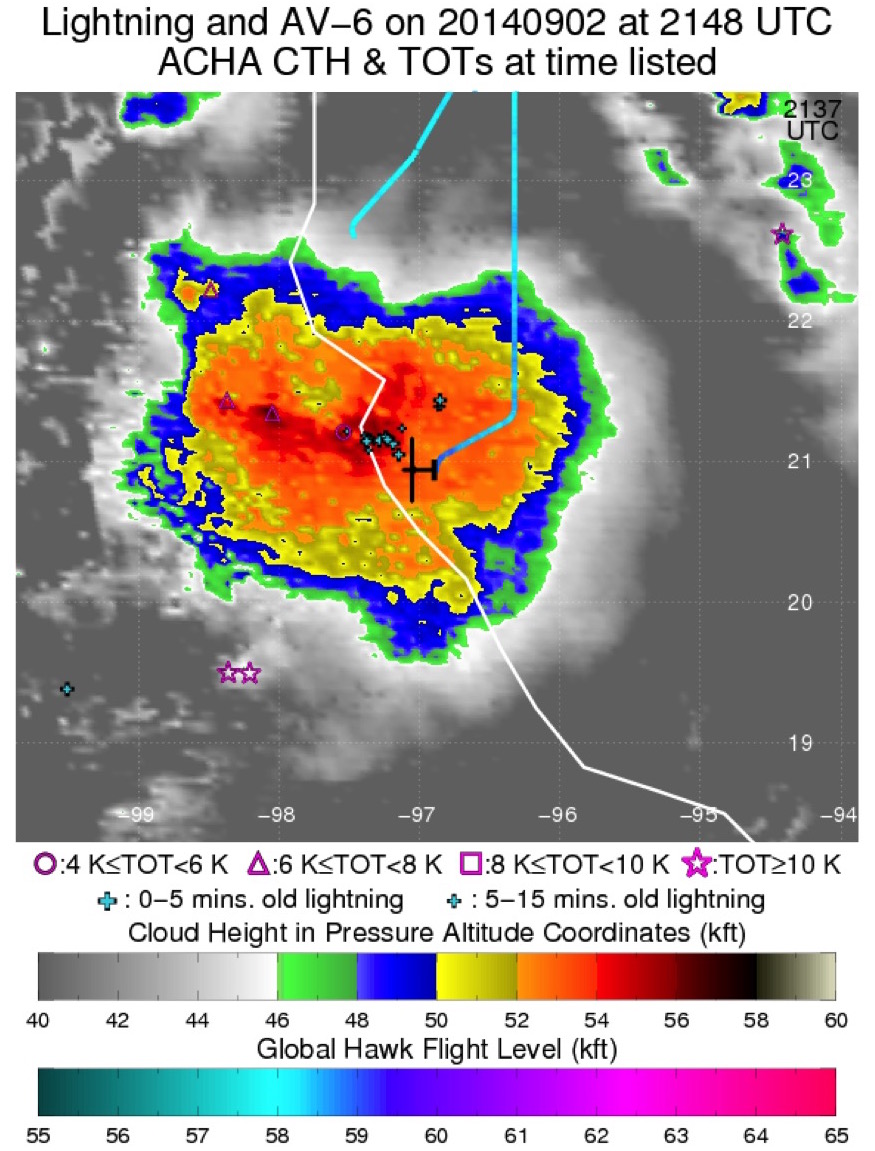 Lightning and AV−6 on 20140902 at 2148 UTC
ACHA CTH & TOTs at time listed
2137
UTC
23
22
21
20
19
−99 −98 −97 −96 −95 −94
:4 K≤TOT<6 K :6 K≤TOT<8 K :8 K≤TOT<10 K :TOT≥10 K
: 0−5 mins. old lightning : 5−15 mins. old lightning
Cloud Height in Pressure Altitude Coordinates (kft)
40 42 44 46 48 50 52 54 56 58 60
Global Hawk Flight Level (kft)
55 56 57 58 59 60 61 62 63 64 65